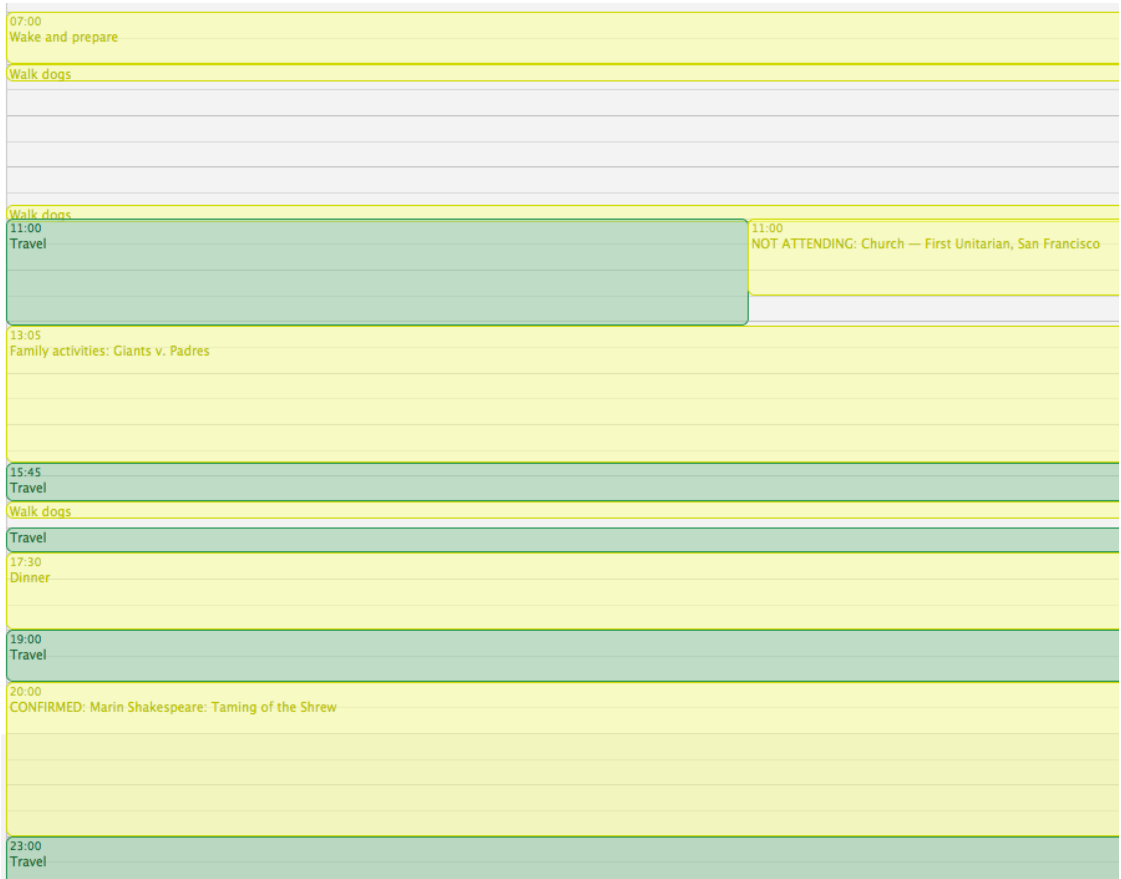 07:00
Wake and prepare
Walk dogs
Walk dogs
11:00
Travel
11:00
NOT ATTENDING: Church — First Unitarian, San Francisco
13:05
Family activities: Giants v. Padres
15:45
Travel
Walk dogs
Travel
17:30
Dinner
19:00
Travel
20:00
CONFIRMED: Marin Shakespeare: Taming of the Shrew
23:00
Travel